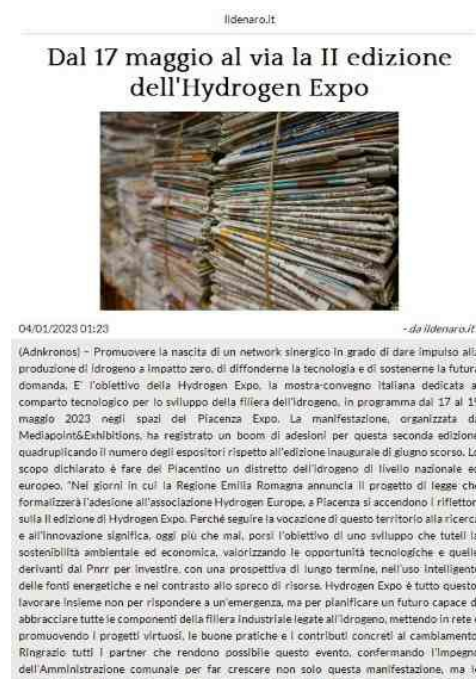 ildenaro.it
Dal 17 maggio al via la II edizione
dell'Hydrogen Expo
04/01/2023 01:23
- da ildenaro.it
(Adnkronos) – Promuovere la nascita di un network sinergico in grado di dare impulso alla
produzione di idrogeno a impatto zero, di diffonderne la tecnologia e di sostenerne la futura
domanda. E' l'obiettivo della Hydrogen Expo, la mostra-convegno italiana dedicata al
comparto tecnologico per lo sviluppo della filiera dell'idrogeno, in programma dal 17 al 19
maggio 2023 negli spazi del Piacenza Expo. La manifestazione, organizzata da
Mediapoint&Exhibitions, ha registrato un boom di adesioni per questa seconda edizione
quadruplicando il numero degli espositori rispetto all'edizione inaugurale di giugno scorso. Lo
scopo dichiarato è fare del Piacentino un distretto dell'idrogeno di livello nazionale ed
europeo. "Nei giorni in cui la Regione Emilia Romagna annuncia il progetto di legge che
formalizzerà l'adesione all'associazione Hydrogen Europe, a Piacenza si accendono i riflettori
sulla II edizione di Hydrogen Expo. Perché seguire la vocazione di questo territorio alla ricerca
e all'innovazione significa, oggi più che mai, porsi l'obiettivo di uno sviluppo che tuteli la
sostenibilità ambientale ed economica, valorizzando le opportunità tecnologiche e quelle
derivanti dal Pnrr per investire, con una prospettiva di lungo termine, nell'uso intelligente
delle fonti energetiche e nel contrasto allo spreco di risorse. Hydrogen Expo è tutto questo:
lavorare insieme non per rispondere a un'emergenza, ma per pianificare un futuro capace di
abbracciare tutte le componenti della filiera industriale legate all'idrogeno, mettendo in rete e
promuovendo i progetti virtuosi, le buone pratiche e i contributi concreti al cambiamento.
Ringrazio tutti i partner che rendono possibile questo evento, confermando l'impegno
dell'Amministrazione comunale per far crescere non solo questa manifestazione, ma le